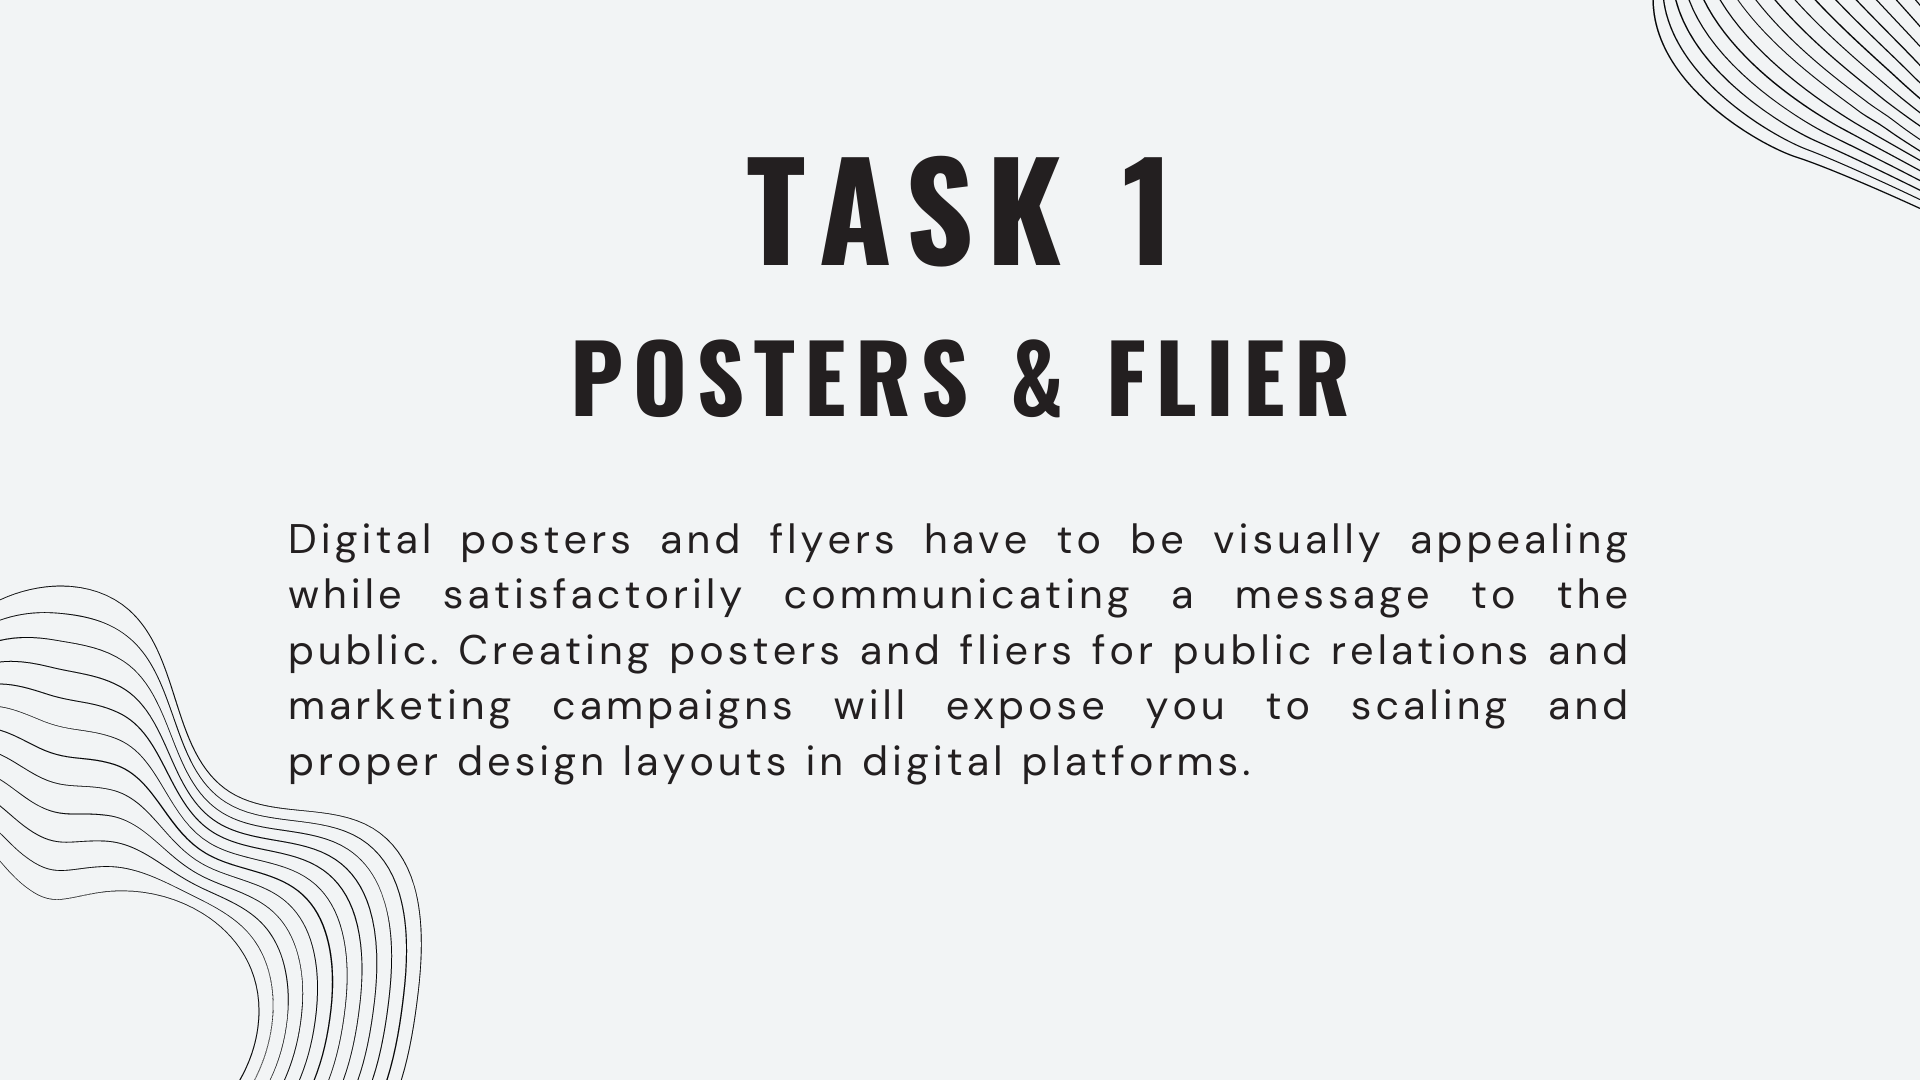 TASK 1
POSTERS & FLIER
Digital posters and flyers have to be visually appealing
while satisfactorily communicating a message to the
public. Creating posters and fliers for public relations and
marketing campaigns will expose you to scaling and
proper design layouts in digital platforms.